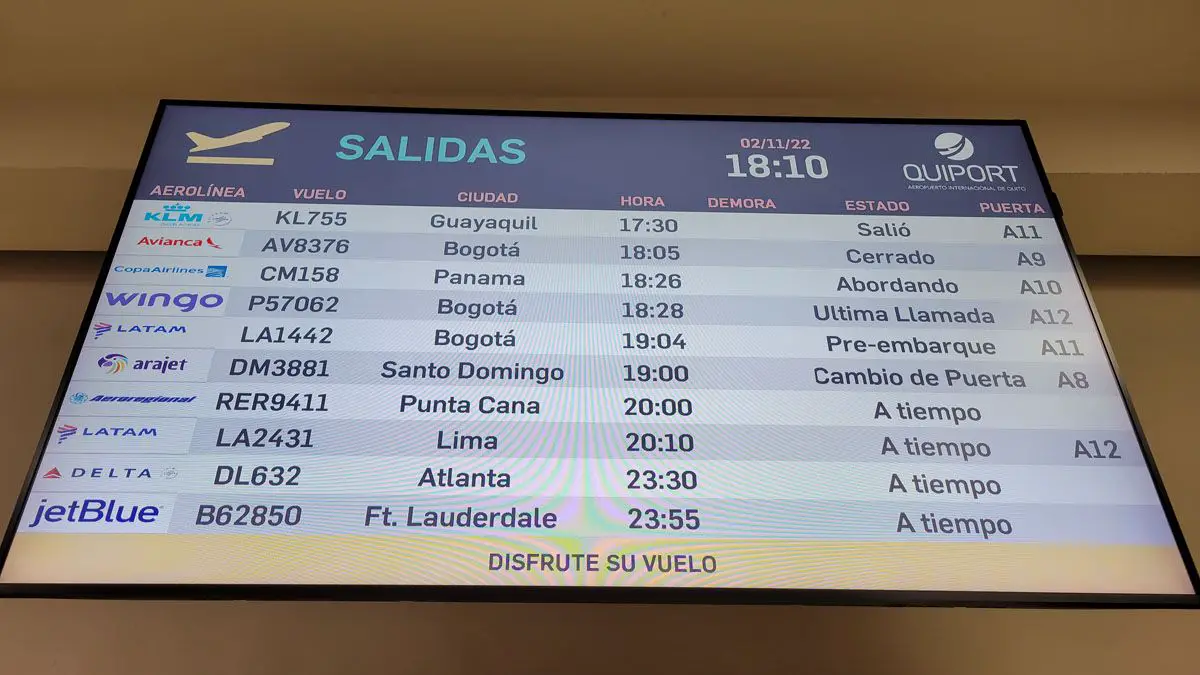 SALIDAS
02/11/22
18:10
QUIPORT
AEROPUERTO INTERNACIONAL DE QUITO
AEROLÍNEA VUELO CIUDAD HORA DEMORA ESTADO PUERTA
KLM KL755 Guayaquil 17:30 Salió A11
Avianca AV8376 Bogotá 18:05 Cerrado A9
CopaAirlines CM158 Panama 18:26 Abordando A10
wingo P57062 Bogotá 18:28 Ultima Llamada A12
LATAM LA1442 Bogotá 19:04 Pre-embarque A11
arajet DM3881 Santo Domingo 19:00 Cambio de Puerta A8
Aeroregional RER9411 Punta Cana 20:00 A tiempo
LATAM LA2431 Lima 20:10 A tiempo A12
DELTA DL632 Atlanta 23:30 A tiempo
jetBlue B62850 Ft. Lauderdale 23:55 A tiempo
DISFRUTE SU VUELO